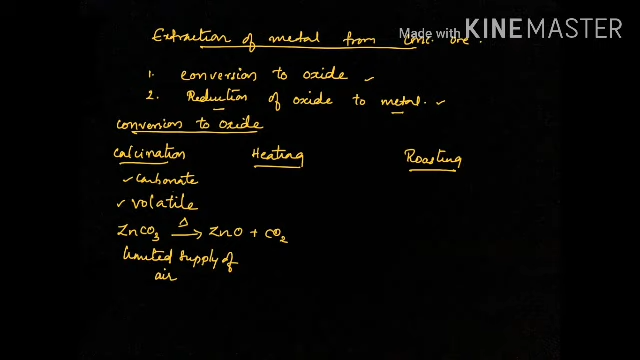 Extraction of metal from conc. ore.
Made with KINEMASTER
1. conversion to oxide ✓
2. Reduction of oxide to metal. ✓
conversion to oxide
Calcination Heating Roasting
✓ Carbonate
✓ volatile
ZnCO₃ —Δ→ ZnO + CO₂
limited supply of
air